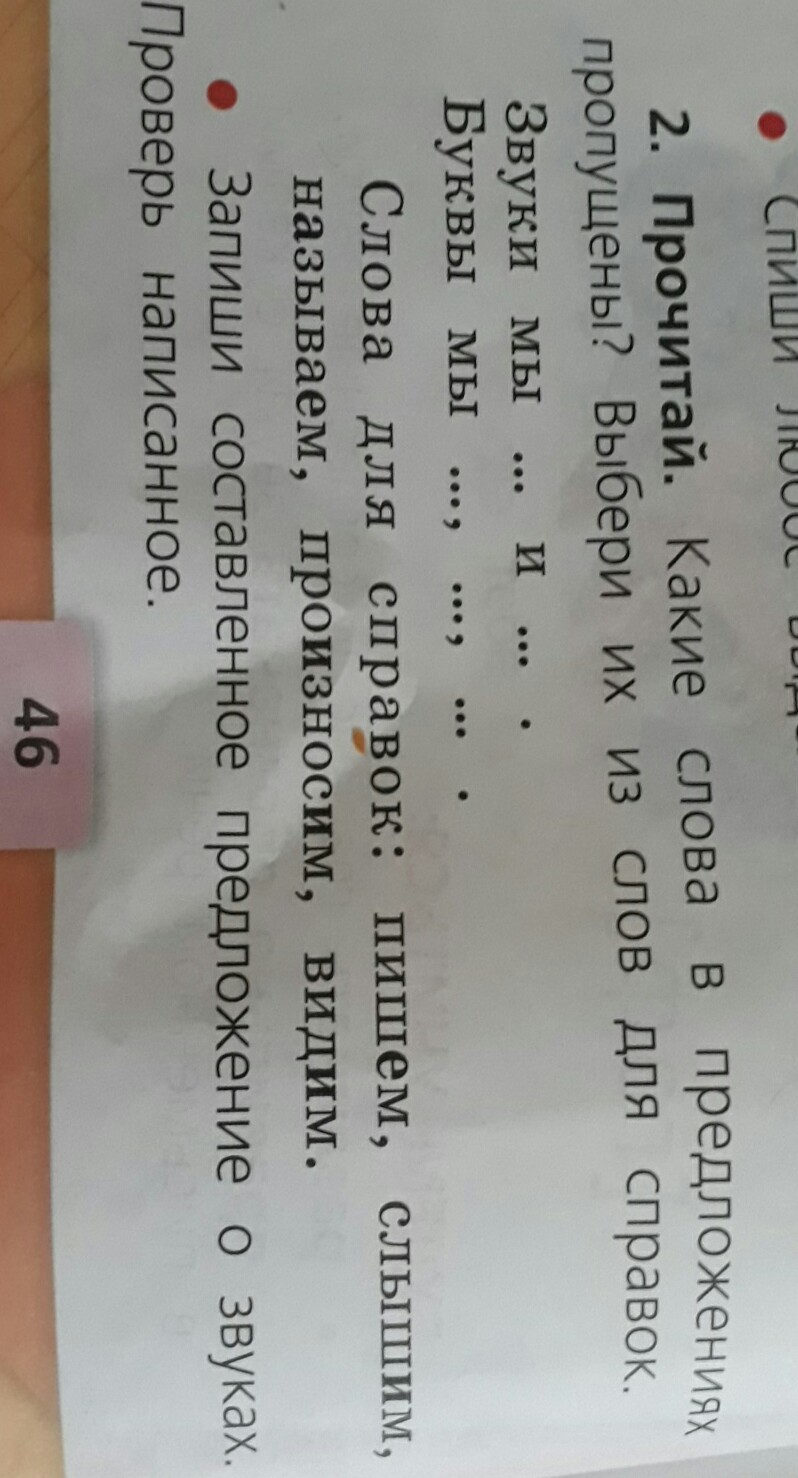 • Спиши
2. Прочитай. Какие слова в предложениях
пропущены? Выбери их из слов для справок.
Звуки мы ... и ... .
Буквы мы ..., ..., ... .
Слова для справок: пишем, слышим,
называем, произносим, видим.
• Запиши составленное предложение о звуках.
Проверь написанное.
46